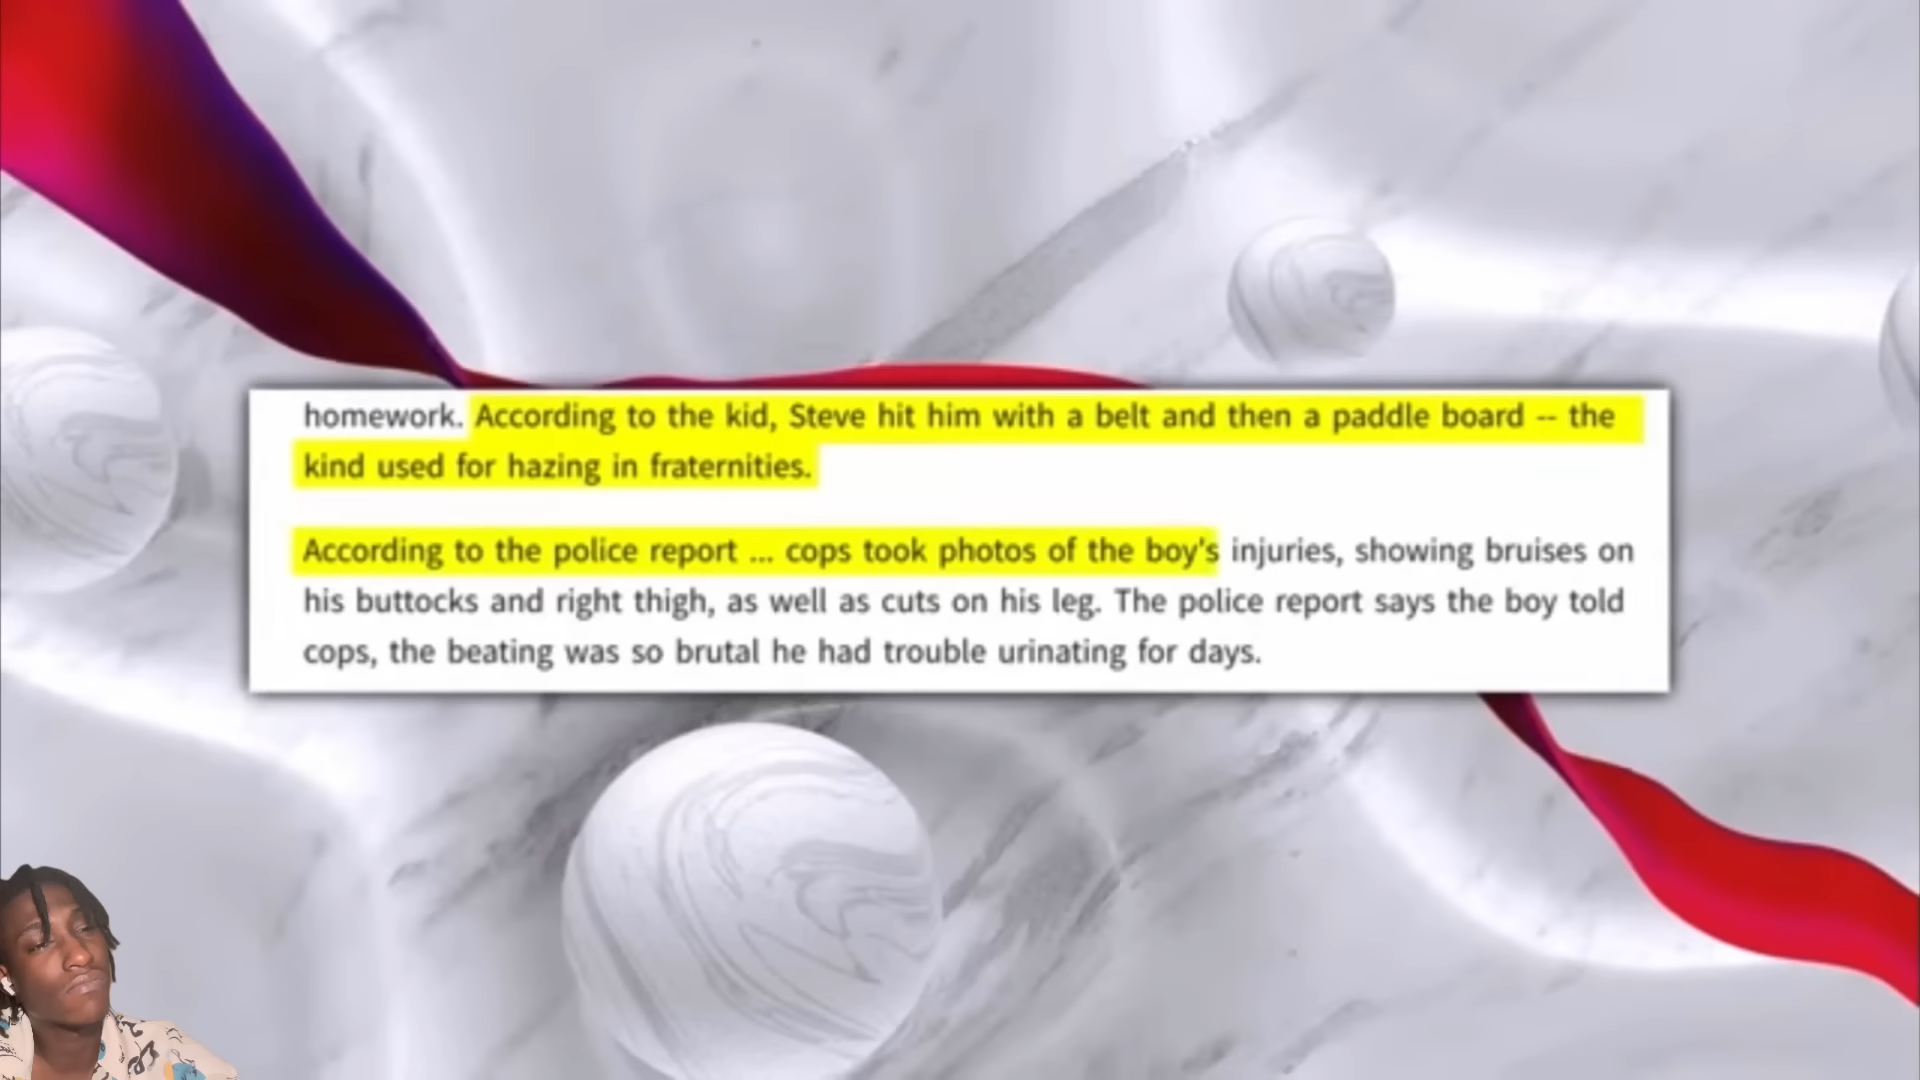 homework. According to the kid, Steve hit him with a belt and then a paddle board -- the
kind used for hazing in fraternities.
According to the police report ... cops took photos of the boy's injuries, showing bruises on
his buttocks and right thigh, as well as cuts on his leg. The police report says the boy told
cops, the beating was so brutal he had trouble urinating for days.